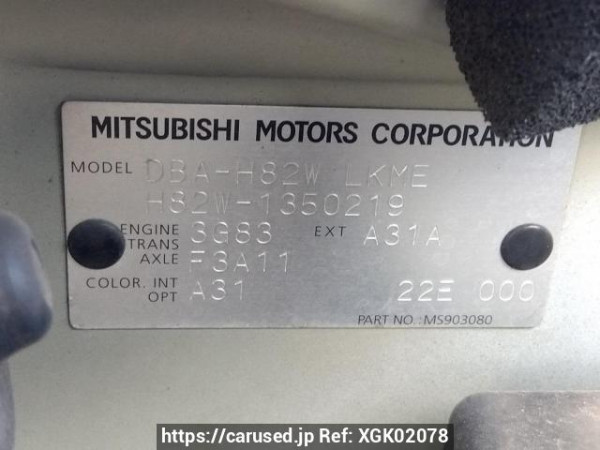 MITSUBISHI MOTORS CORPORATION
MODEL DBA-H82W LKME
H82W-1350219
ENGINE 3G83 EXT A31A
TRANS AXLE F3A11
COLOR. INT OPT A31 22E 000
PART NO.:MS903080
https://carused.jp Ref: XGK02078